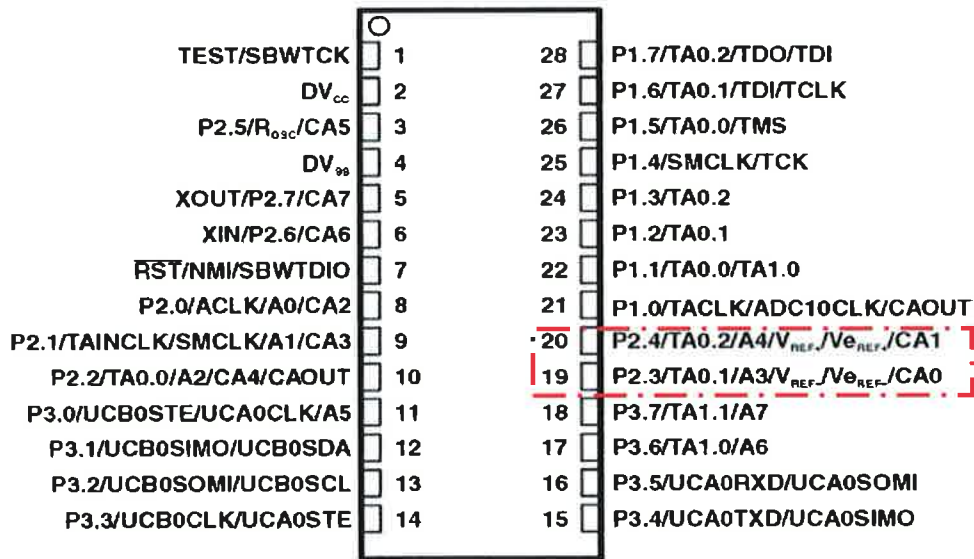 TEST/SBWTCK 1 28 P1.7/TA0.2/TDO/TDI
DVcc 2 27 P1.6/TA0.1/TDI/TCLK
P2.5/Rosc/CA5 3 26 P1.5/TA0.0/TMS
DVss 4 25 P1.4/SMCLK/TCK
XOUT/P2.7/CA7 5 24 P1.3/TA0.2
XIN/P2.6/CA6 6 23 P1.2/TA0.1
RST/NMI/SBWTDIO 7 22 P1.1/TA0.0/TA1.0
P2.0/ACLK/A0/CA2 8 21 P1.0/TACLK/ADC10CLK/CAOUT
P2.1/TAINCLK/SMCLK/A1/CA3 9 20 P2.4/TA0.2/A4/VREF+/VeREF+/CA1
P2.2/TA0.0/A2/CA4/CAOUT 10 19 P2.3/TA0.1/A3/VREF-/VeREF-/CA0
P3.0/UCB0STE/UCA0CLK/A5 11 18 P3.7/TA1.1/A7
P3.1/UCB0SIMO/UCB0SDA 12 17 P3.6/TA1.0/A6
P3.2/UCB0SOMI/UCB0SCL 13 16 P3.5/UCA0RXD/UCA0SOMI
P3.3/UCB0CLK/UCA0STE 14 15 P3.4/UCA0TXD/UCA0SIMO